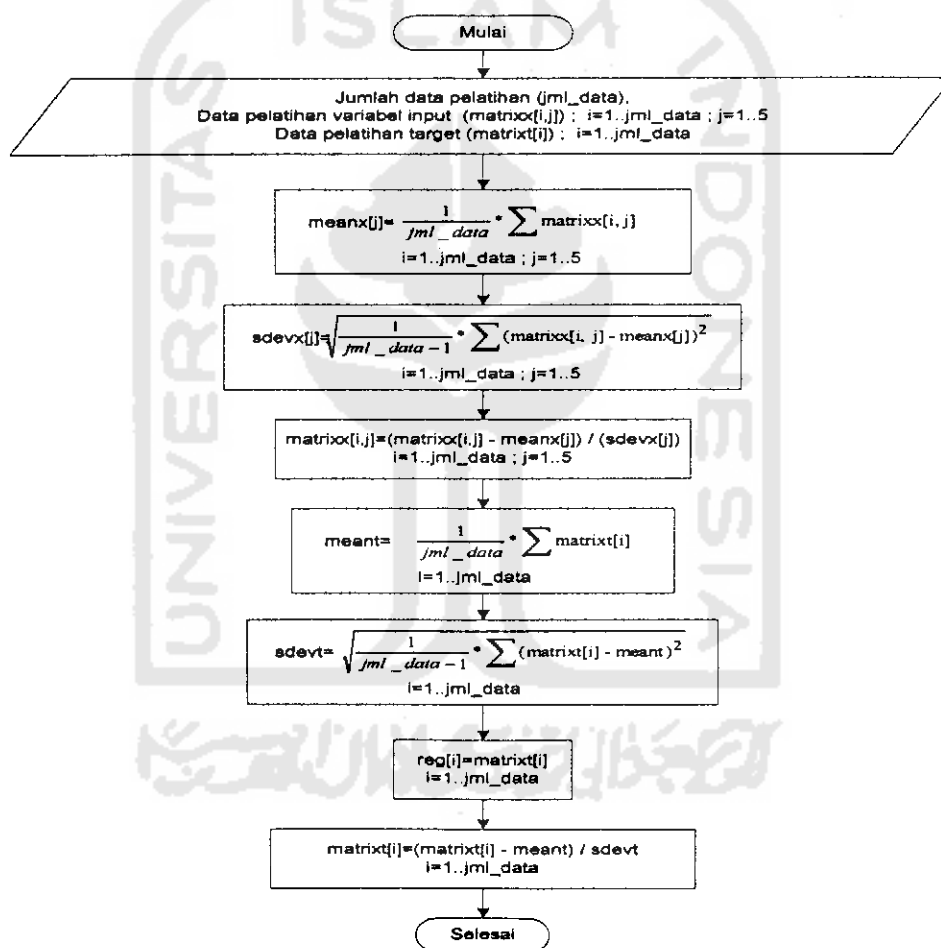 ISLAM
UNIVERSITAS
INDONESIA
Mulai
Jumlah data pelatihan (jml_data),
Data pelatihan variabel input (matrixx[i,j]) ; i=1..jml_data ; j=1..5
Data pelatihan target (matrixt[i]) ; i=1..jml_data
meanx[j]= 1/jml_data * ∑ matrixx[i, j]
i=1..jml_data ; j=1..5
sdevx[j]=√(1/jml_data - 1 * ∑ (matrixx[i, j] - meanx[j])²)
i=1..jml_data ; j=1..5
matrixx[i,j]=(matrixx[i,j] - meanx[j]) / (sdevx[j])
i=1..jml_data ; j=1..5
meant= 1/jml_data * ∑ matrixt[i]
i=1..jml_data
sdevt= √(1/jml_data - 1 * ∑ (matrixt[i] - meant)²)
i=1..jml_data
reg[i]=matrixt[i]
i=1..jml_data
matrixt[i]=(matrixt[i] - meant) / sdevt
i=1..jml_data
Selesai